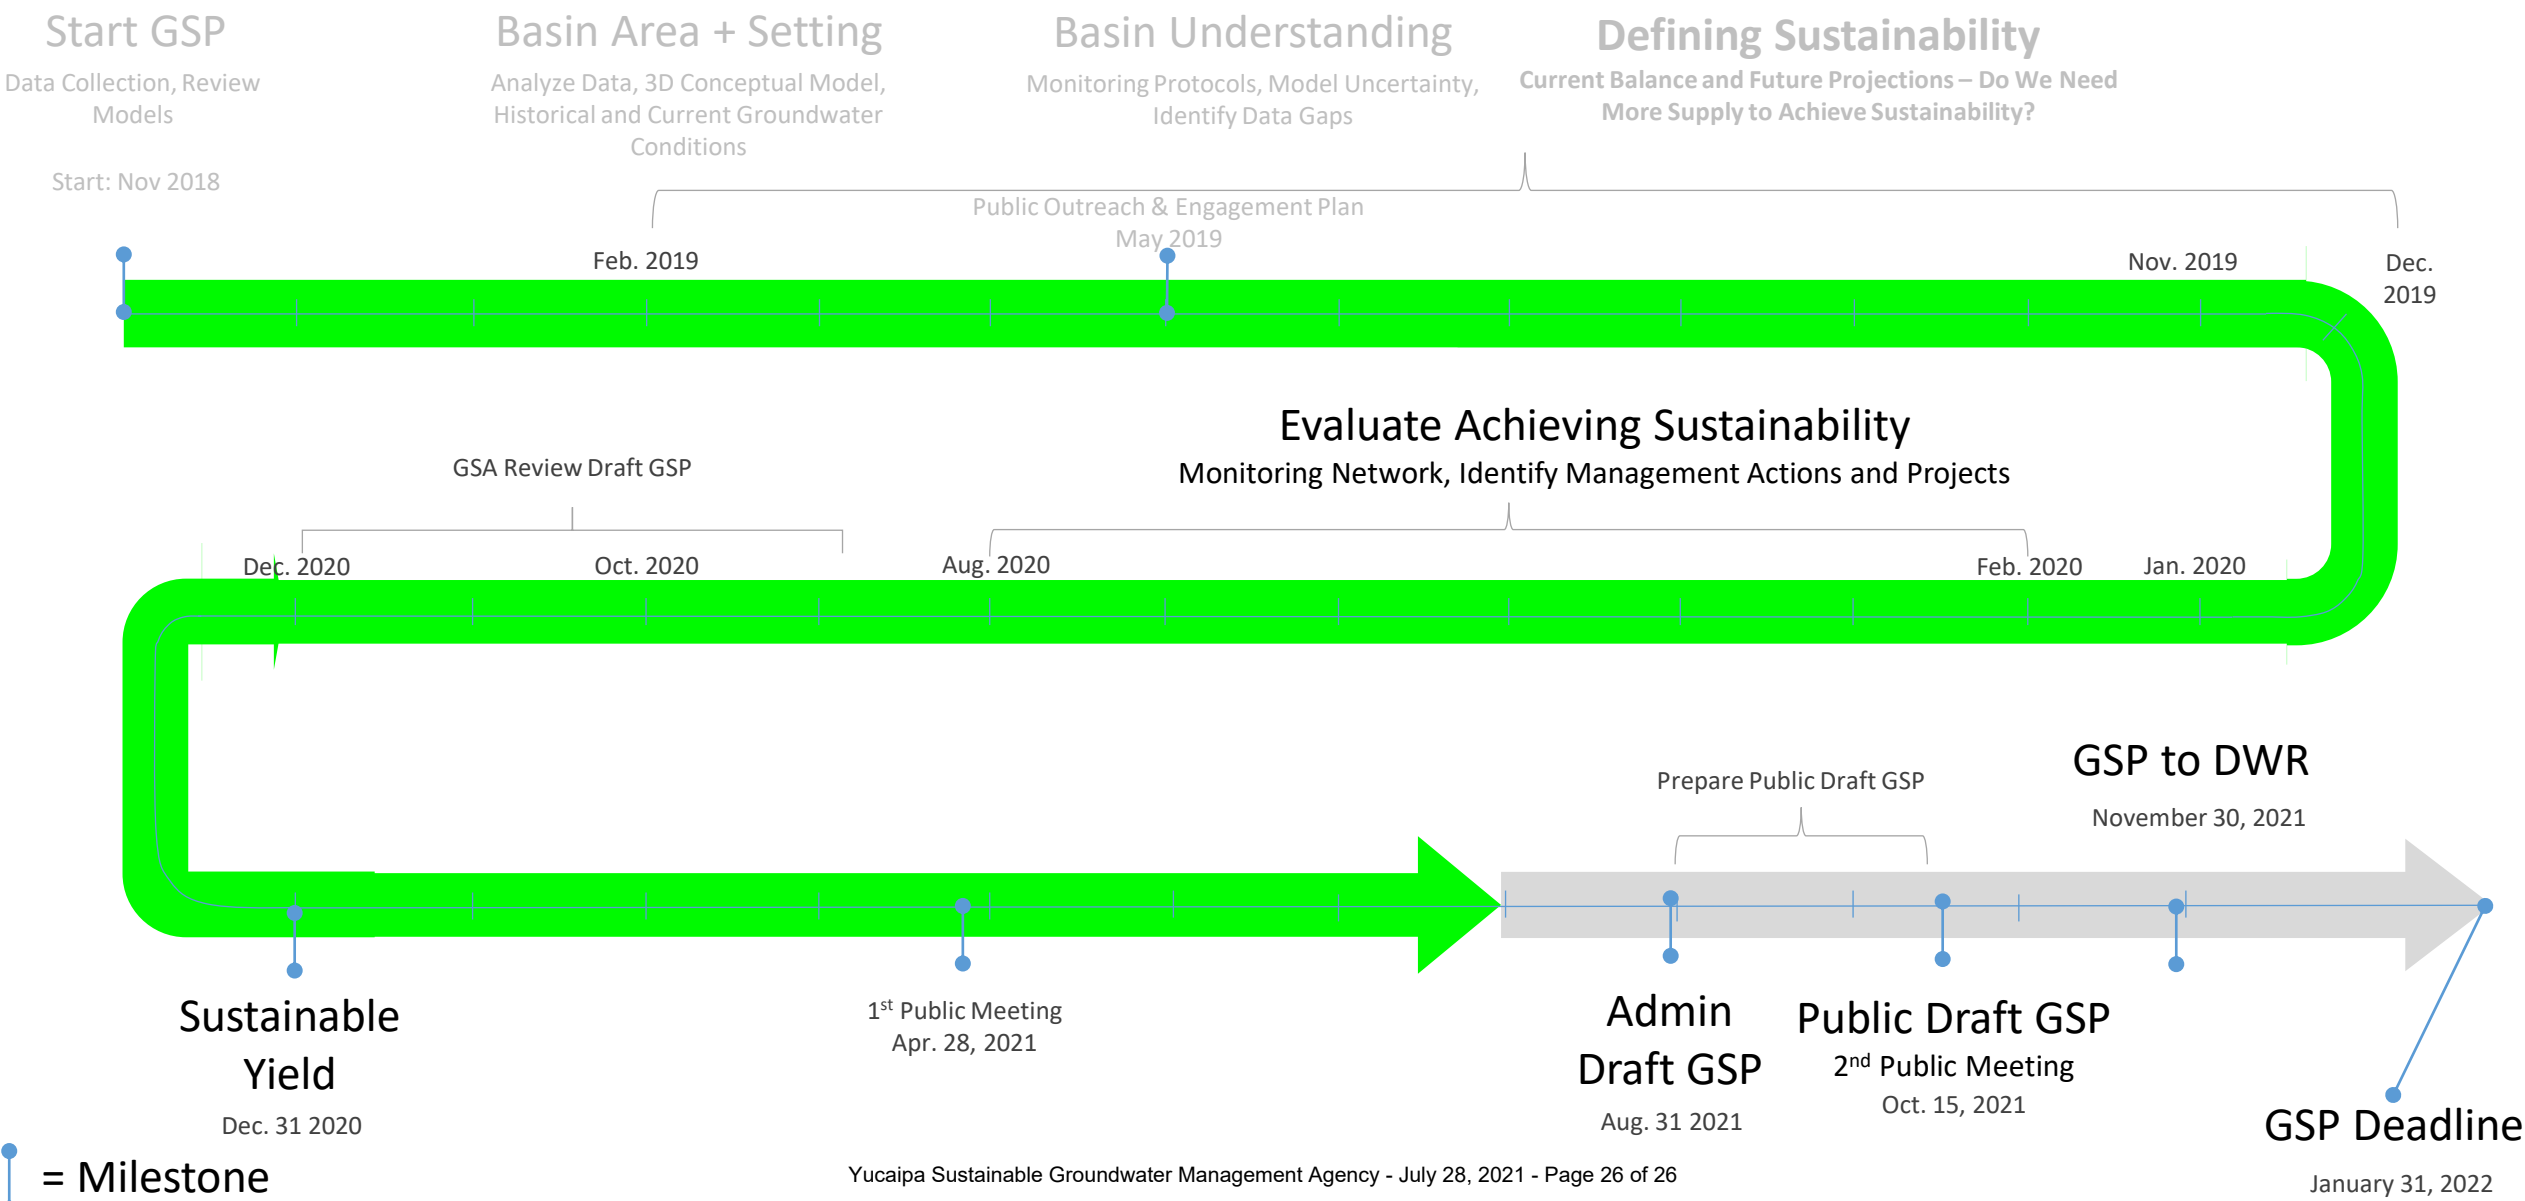 Start GSP
Data Collection, Review
Models
Start: Nov 2018
Basin Area + Setting
Analyze Data, 3D Conceptual Model,
Historical and Current Groundwater
Conditions
Basin Understanding
Monitoring Protocols, Model Uncertainty,
Identify Data Gaps
Defining Sustainability
Current Balance and Future Projections – Do We Need
More Supply to Achieve Sustainability?
Public Outreach & Engagement Plan
May 2019
Feb. 2019
Nov. 2019
Dec.
2019
Evaluate Achieving Sustainability
Monitoring Network, Identify Management Actions and Projects
GSA Review Draft GSP
Dec. 2020
Oct. 2020
Aug. 2020
Feb. 2020
Jan. 2020
GSP to DWR
November 30, 2021
Prepare Public Draft GSP
Sustainable
Yield
Dec. 31 2020
1st Public Meeting
Apr. 28, 2021
Admin
Draft GSP
Aug. 31 2021
Public Draft GSP
2nd Public Meeting
Oct. 15, 2021
GSP Deadline
January 31, 2022
= Milestone
Yucaipa Sustainable Groundwater Management Agency - July 28, 2021 - Page 26 of 26